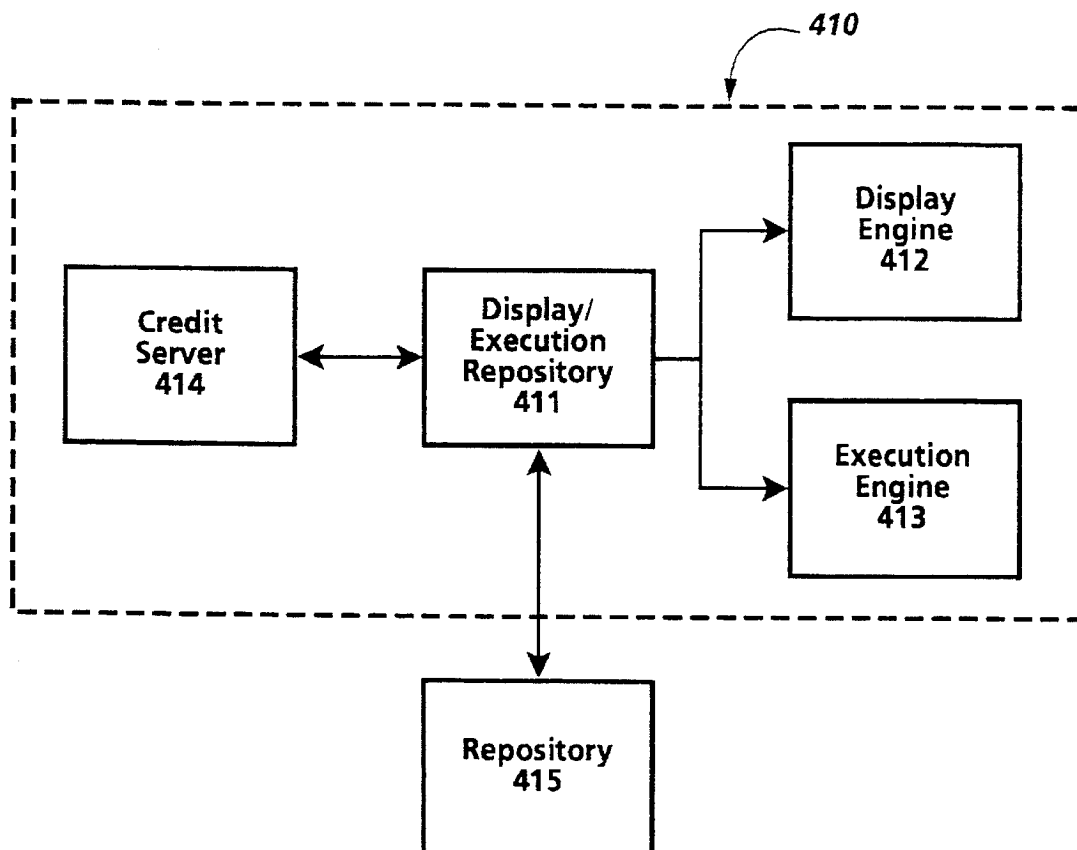 410
Display
Engine
412
Credit
Server
414
Display/
Execution
Repository
411
Execution
Engine
413
Repository
415